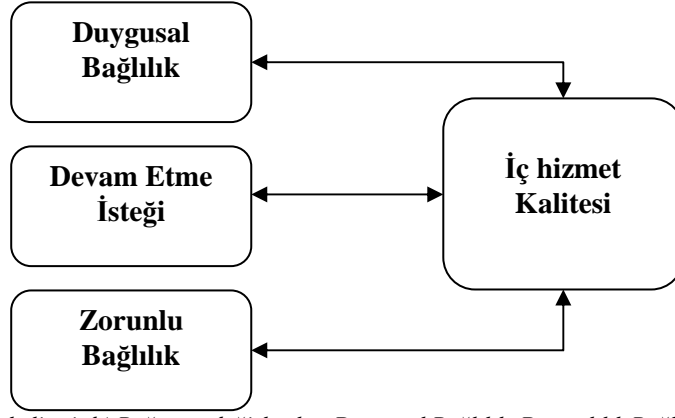 Duygusal
Bağlılık
Devam Etme
İsteği
İç hizmet
Kalitesi
Zorunlu
Bağlılık